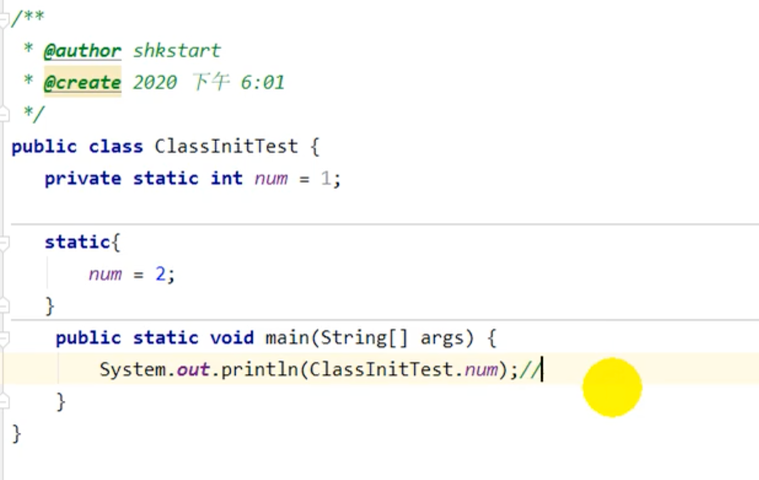 /**
 * @author shkstart
 * @create 2020 下午 6:01
 */
public class ClassInitTest {
    private static int num = 1;
    static{
        num = 2;
    }
    public static void main(String[] args) {
        System.out.println(ClassInitTest.num);//
    }
}